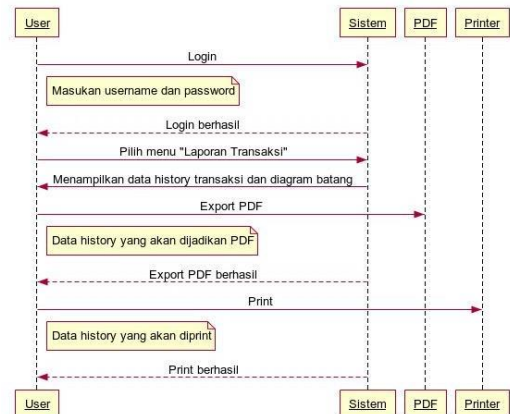 User Sistem PDF Printer
Login
Masukan username dan password
Login berhasil
Pilih menu "Laporan Transaksi"
Menampilkan data history transaksi dan diagram batang
Export PDF
Data history yang akan dijadikan PDF
Export PDF berhasil
Print
Data history yang akan diprint
Print berhasil
User Sistem PDF Printer